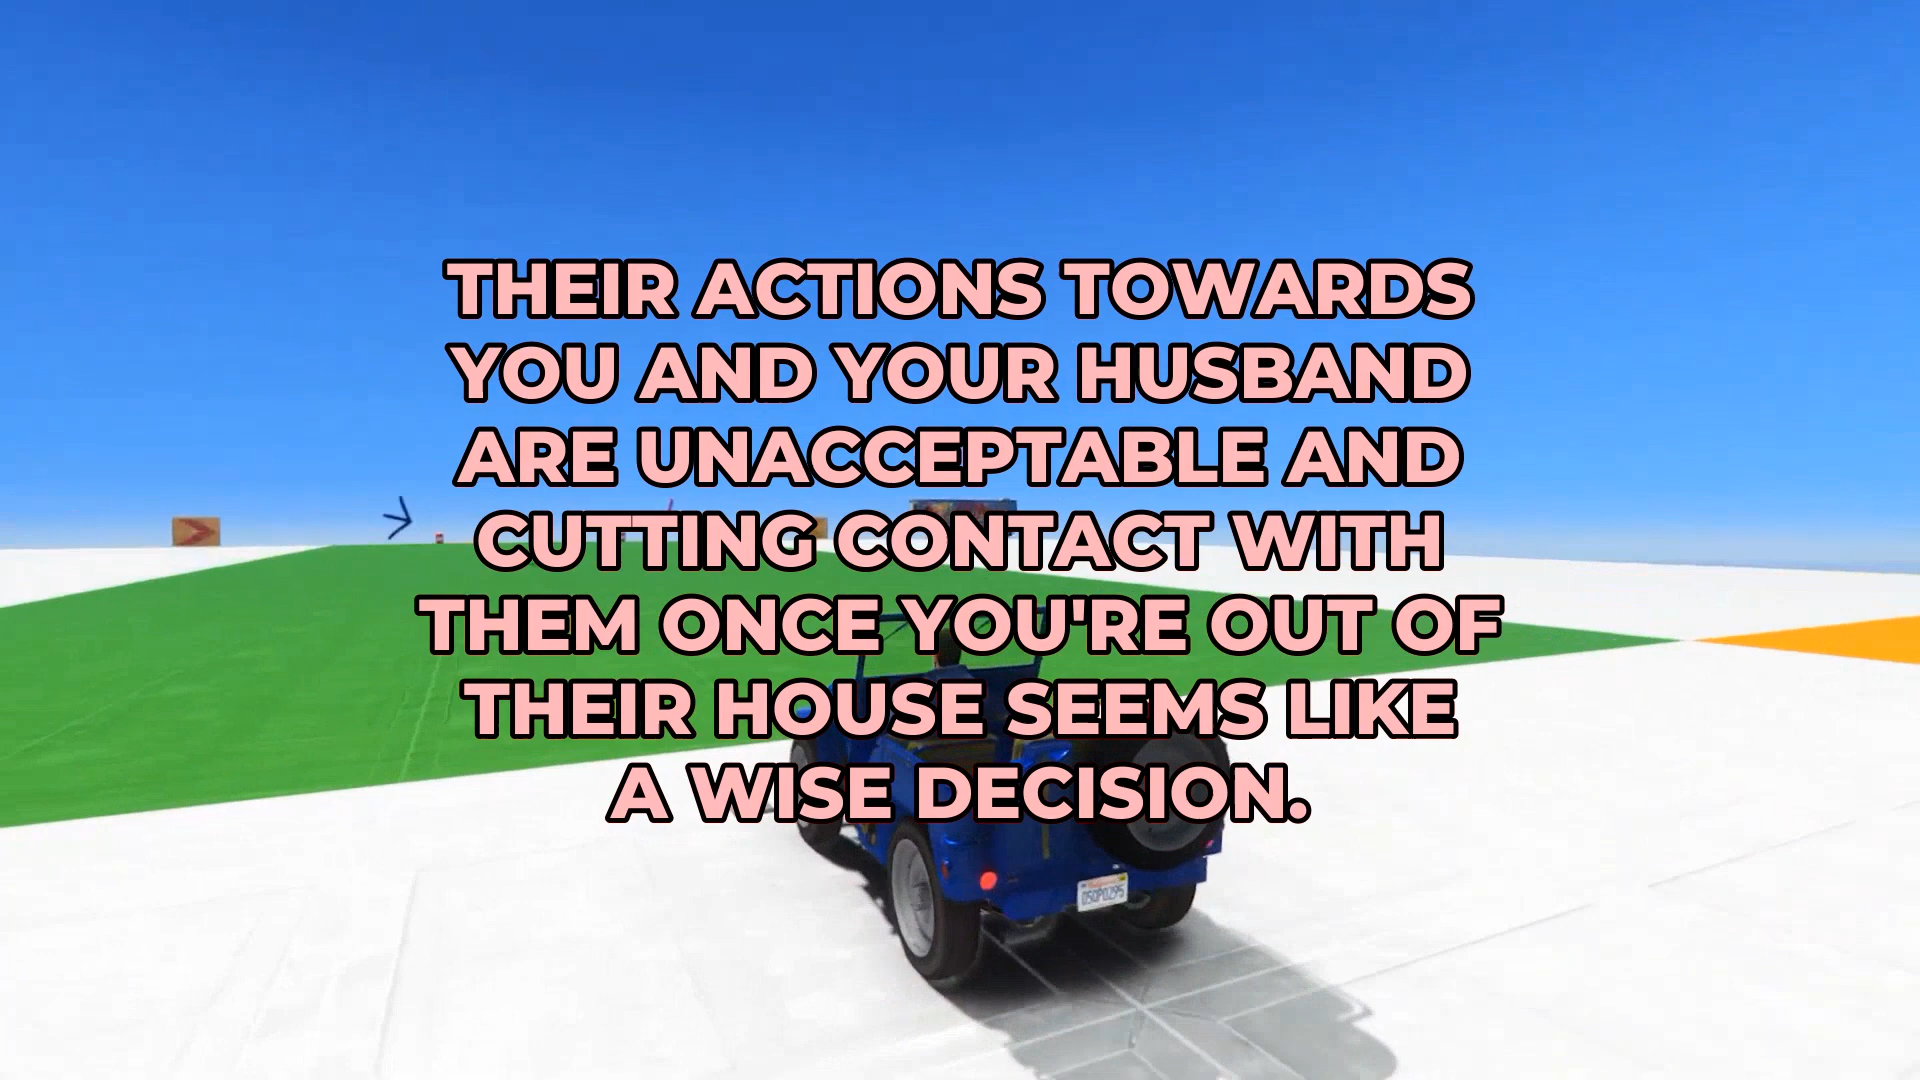 THEIR ACTIONS TOWARDS
YOU AND YOUR HUSBAND
ARE UNACCEPTABLE AND
CUTTING CONTACT WITH
THEM ONCE YOU'RE OUT OF
THEIR HOUSE SEEMS LIKE
A WISE DECISION.